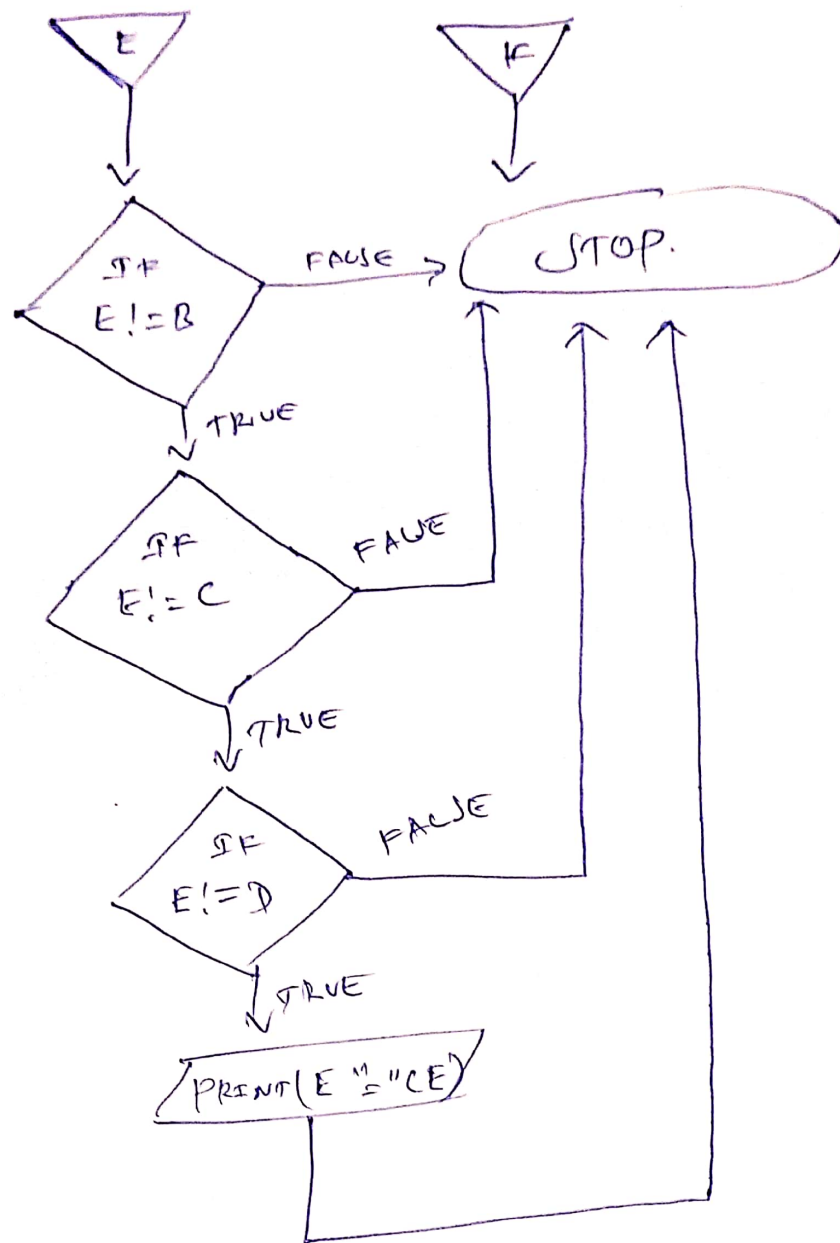 E
F
IF
E!=B
FALSE
STOP.
TRUE
IF
E!=C
FALSE
TRUE
IF
E!=D
FALSE
TRUE
PRINT(E "=" CE)